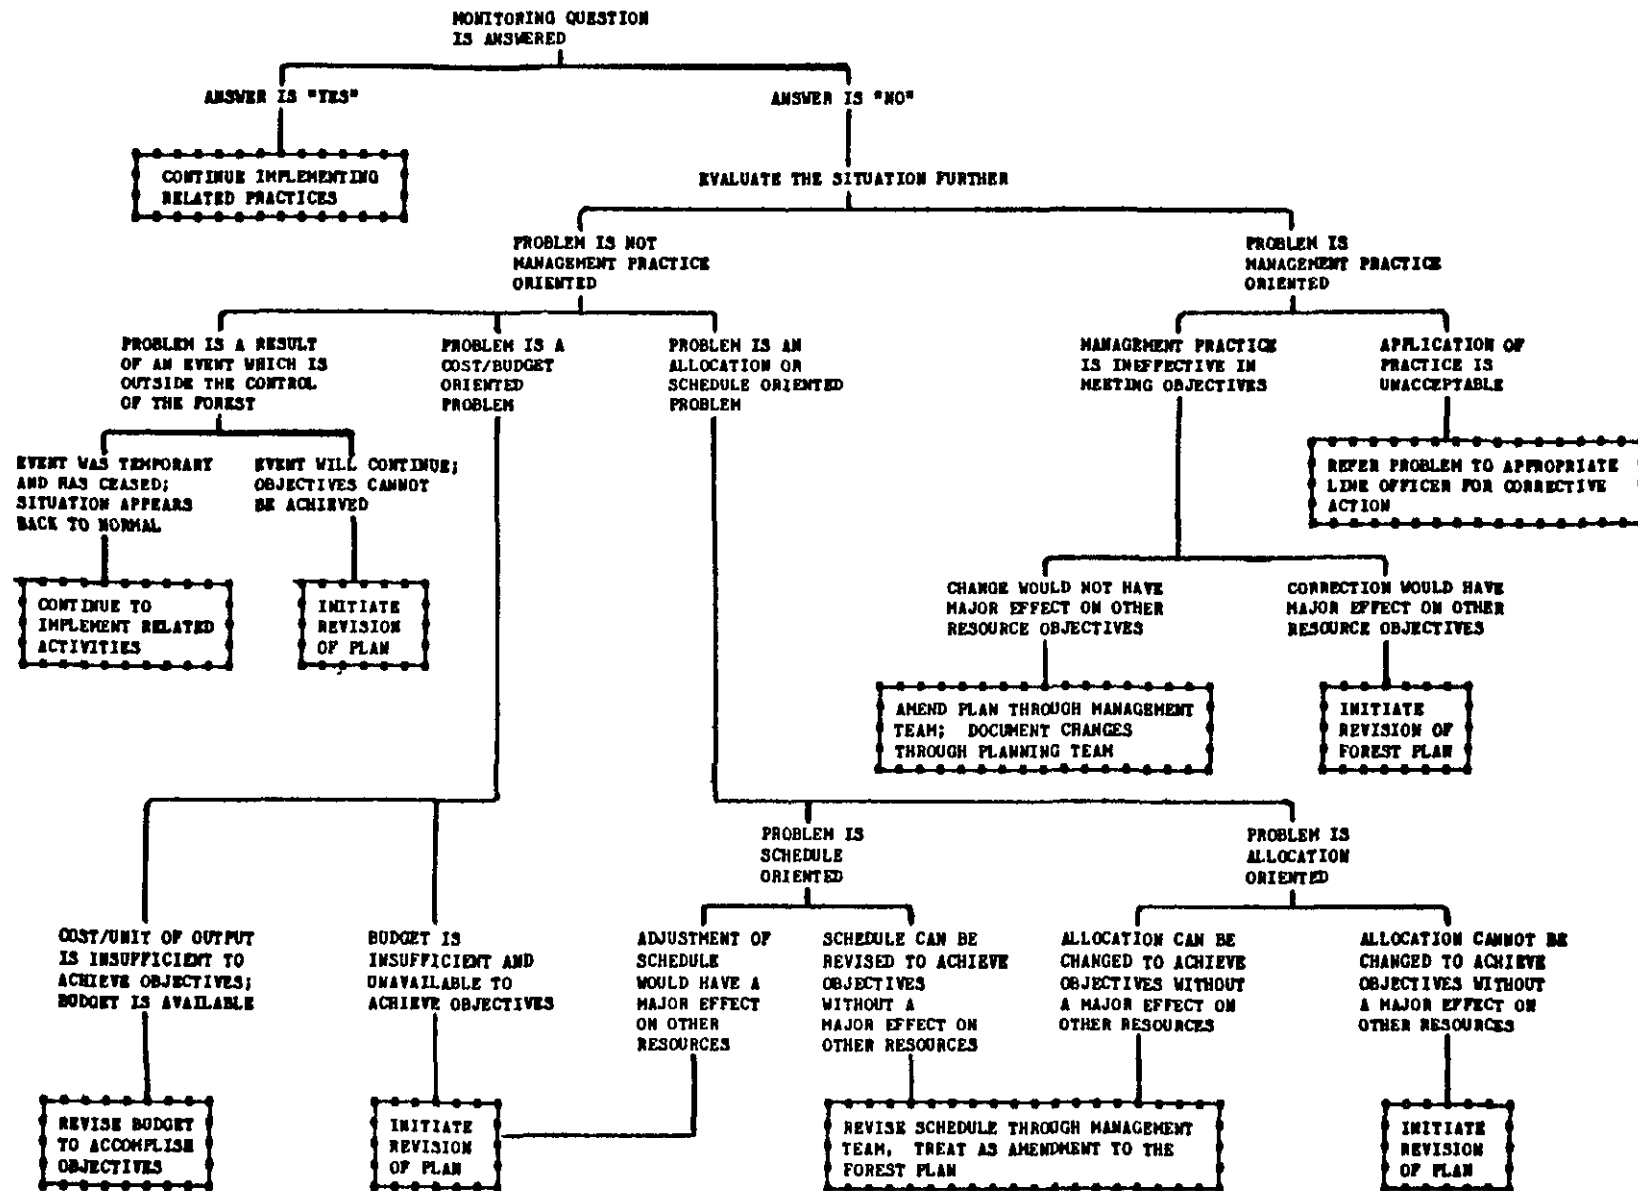 MONITORING QUESTION
IS ANSWERED
ANSWER IS "YES"
ANSWER IS "NO"
CONTINUE IMPLEMENTING
RELATED PRACTICES
EVALUATE THE SITUATION FURTHER
PROBLEM IS NOT
MANAGEMENT PRACTICE
ORIENTED
PROBLEM IS
MANAGEMENT PRACTICE
ORIENTED
PROBLEM IS A RESULT
OF AN EVENT WHICH IS
OUTSIDE THE CONTROL
OF THE FOREST
PROBLEM IS A
COST/BUDGET
ORIENTED
PROBLEM
PROBLEM IS AN
ALLOCATION OR
SCHEDULE ORIENTED
PROBLEM
MANAGEMENT PRACTICE
IS INEFFECTIVE IN
MEETING OBJECTIVES
APPLICATION OF
PRACTICE IS
UNACCEPTABLE
EVENT WAS TEMPORARY
AND HAS CEASED;
SITUATION APPEARS
BACK TO NORMAL
EVENT WILL CONTINUE;
OBJECTIVES CANNOT
BE ACHIEVED
REFER PROBLEM TO APPROPRIATE
LINE OFFICER FOR CORRECTIVE
ACTION
CONTINUE TO
IMPLEMENT RELATED
ACTIVITIES
INITIATE
REVISION
OF PLAN
CHANGE WOULD NOT HAVE
MAJOR EFFECT ON OTHER
RESOURCE OBJECTIVES
CORRECTION WOULD HAVE
MAJOR EFFECT ON OTHER
RESOURCE OBJECTIVES
AMEND PLAN THROUGH MANAGEMENT
TEAM; DOCUMENT CHANGES
THROUGH PLANNING TEAM
INITIATE
REVISION OF
FOREST PLAN
PROBLEM IS
SCHEDULE
ORIENTED
PROBLEM IS
ALLOCATION
ORIENTED
COST/UNIT OF OUTPUT
IS INSUFFICIENT TO
ACHIEVE OBJECTIVES;
BUDGET IS AVAILABLE
BUDGET IS
INSUFFICIENT AND
UNAVAILABLE TO
ACHIEVE OBJECTIVES
ADJUSTMENT OF
SCHEDULE
WOULD HAVE A
MAJOR EFFECT
ON OTHER
RESOURCES
SCHEDULE CAN BE
REVISED TO ACHIEVE
OBJECTIVES
WITHOUT A
MAJOR EFFECT ON
OTHER RESOURCES
ALLOCATION CAN BE
CHANGED TO ACHIEVE
OBJECTIVES WITHOUT
A MAJOR EFFECT ON
OTHER RESOURCES
ALLOCATION CANNOT BE
CHANGED TO ACHIEVE
OBJECTIVES WITHOUT
A MAJOR EFFECT ON
OTHER RESOURCES
REVISE BUDGET
TO ACCOMPLISH
OBJECTIVES
INITIATE
REVISION
OF PLAN
REVISE SCHEDULE THROUGH MANAGEMENT
TEAM, TREAT AS AMENDMENT TO THE
FOREST PLAN
INITIATE
REVISION
OF PLAN